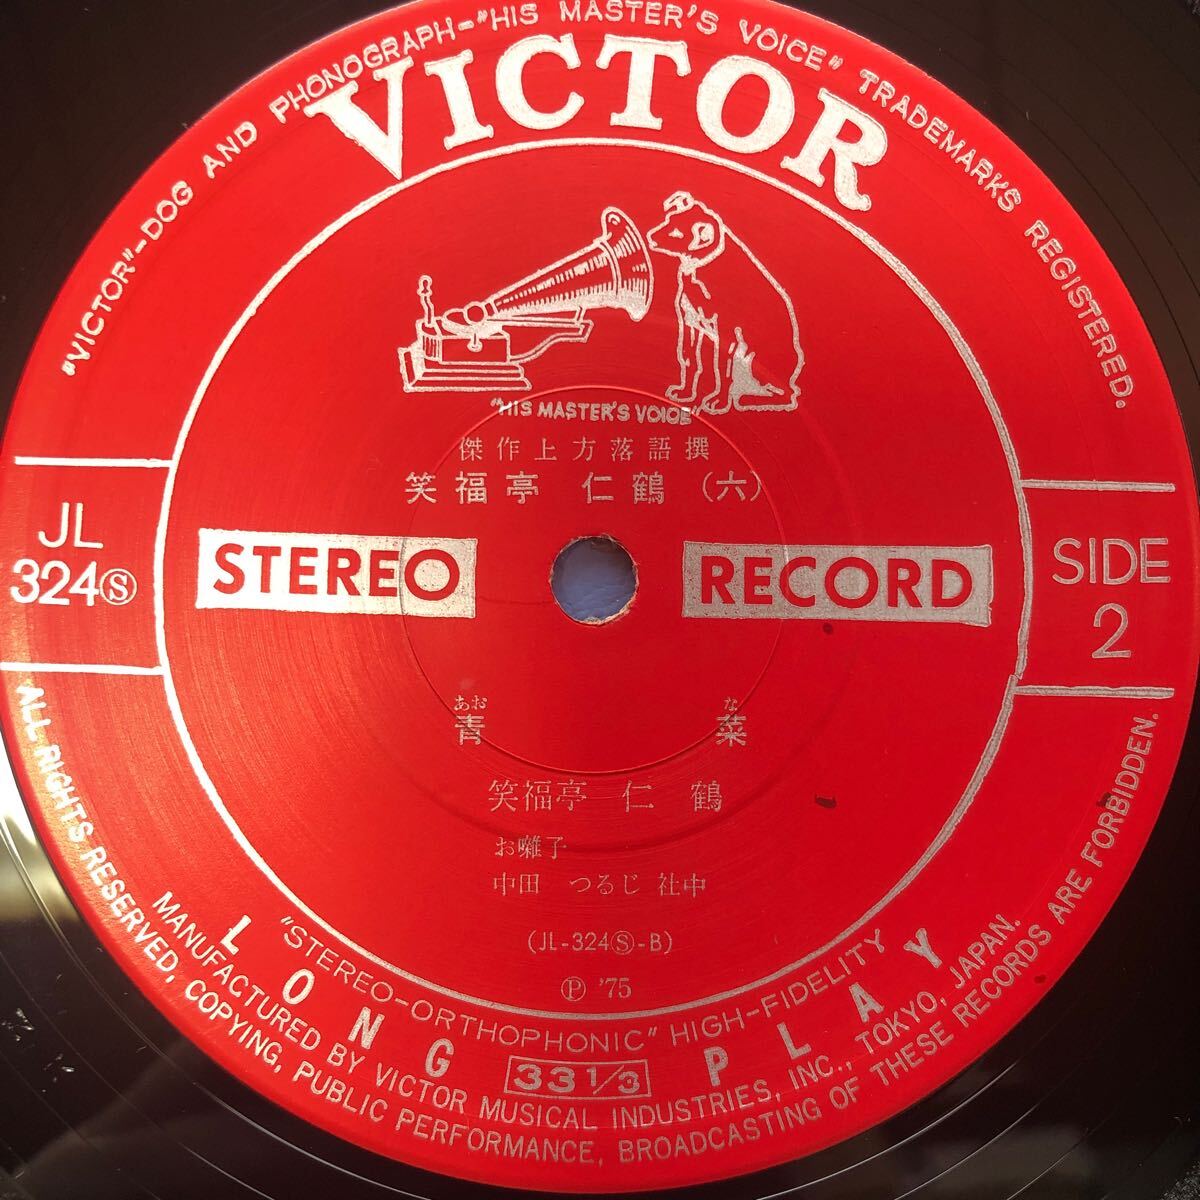 "VICTOR"-DOG AND PHONOGRAPH-"HIS MASTER'S VOICE" TRADEMARKS REGISTERED.
VICTOR
"HIS MASTER'S VOICE"
傑作上方落語撰
笑福亭 仁鶴(六)
JL
324Ⓢ
STEREO RECORD
SIDE
2
あお な
青 菜
笑福亭 仁 鶴
お囃子
中田 つるじ 社中
(JL-324Ⓢ-B)
Ⓟ '75
"STEREO-ORTHOPHONIC" HIGH-FIDELITY
LONG PLAY
33 1/3
MANUFACTURED BY VICTOR MUSICAL INDUSTRIES, INC., TOKYO, JAPAN.
ALL RIGHTS RESERVED, COPYING, PUBLIC PERFORMANCE, BROADCASTING OF THESE RECORDS ARE FORBIDDEN.